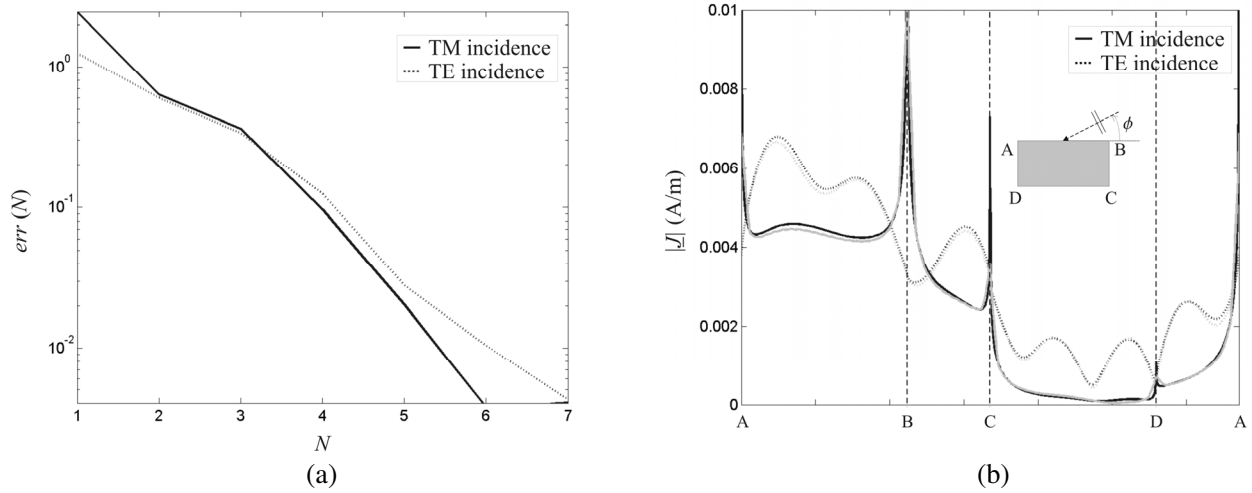 TM incidence
TE incidence
10^0
10^-1
10^-2
err (N)
1 2 3 4 5 6 7
N
(a)
0.01
0.008
0.006
0.004
0.002
0
|J| (A/m)
TM incidence
TE incidence
ϕ
A B
D C
A B C D A
(b)